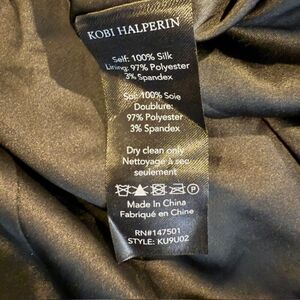 KOBI HALPERIN
Self: 100% Silk
Lining: 97% Polyester
3% Spandex
Soi: 100% Soie
Doublure:
97% Polyester
3% Spandex
Dry clean only
Nettoyage à sec
seulement
Made In China
Fabriqué en Chine
RN#147501
STYLE: KU9U02